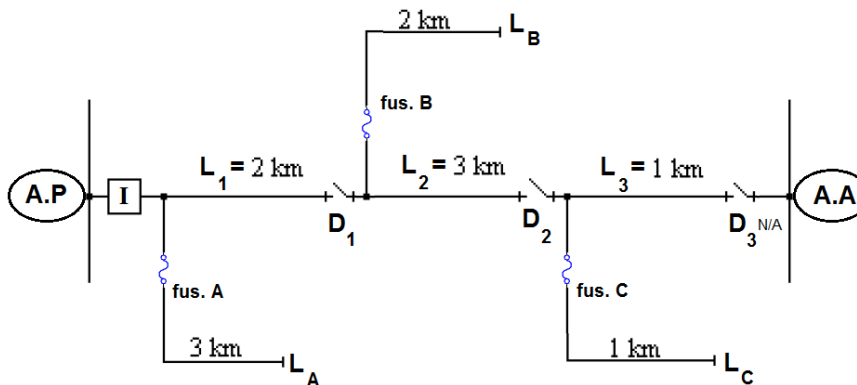 2 km
L_B
fus. B
A.P
I
L_1 = 2 km
L_2 = 3 km
L_3 = 1 km
A.A
D_1
D_2
D_3 N/A
fus. A
fus. C
3 km
L_A
1 km
L_C